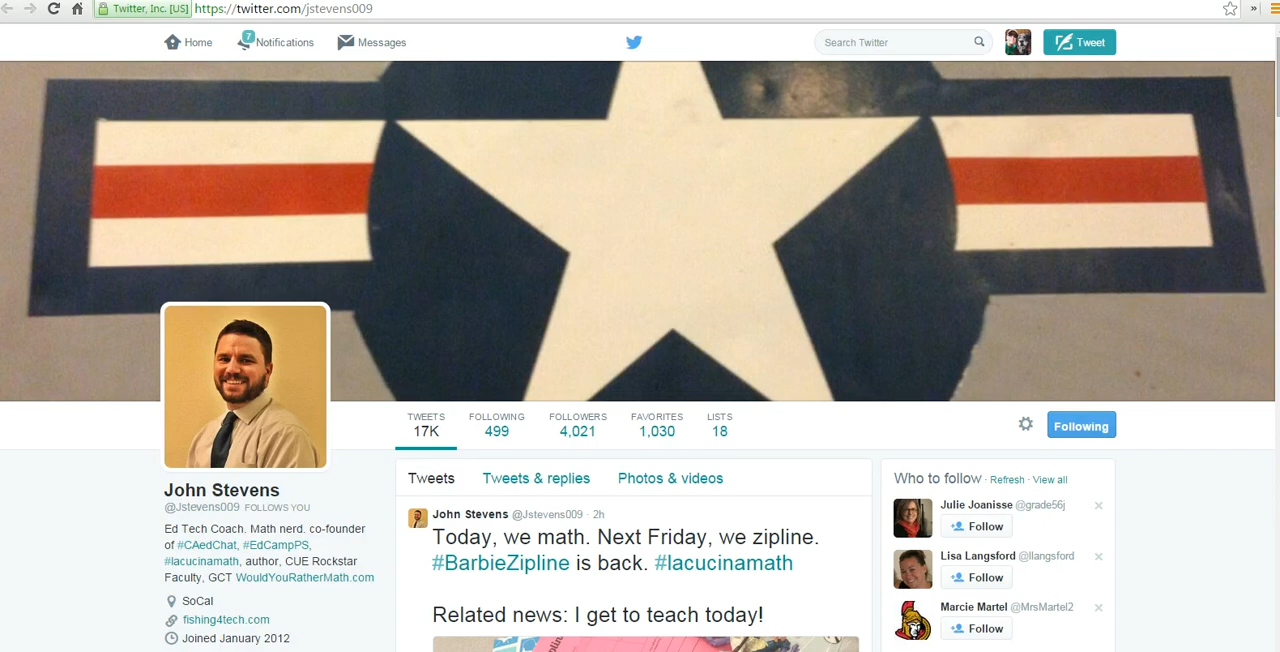 Twitter, Inc. [US] https://twitter.com/jstevens009 »
Home 7 Notifications Messages Search Twitter Tweet
TWEETS FOLLOWING FOLLOWERS FAVORITES LISTS
17K 499 4,021 1,030 18 Following
John Stevens
@Jstevens009 FOLLOWS YOU
Ed Tech Coach. Math nerd. co-founder
of #CAedChat, #EdCampPS,
#lacucinamath, author, CUE Rockstar
Faculty, GCT WouldYouRatherMath.com
SoCal
fishing4tech.com
Joined January 2012
Tweets Tweets & replies Photos & videos
John Stevens @Jstevens009 · 2h
Today, we math. Next Friday, we zipline.
#BarbieZipline is back. #lacucinamath
Related news: I get to teach today!
Who to follow · Refresh · View all
Julie Joanisse @grade56j ×
Follow
Lisa Langsford @llangsford ×
Follow
Marcie Martel @MrsMartel2 ×
Follow